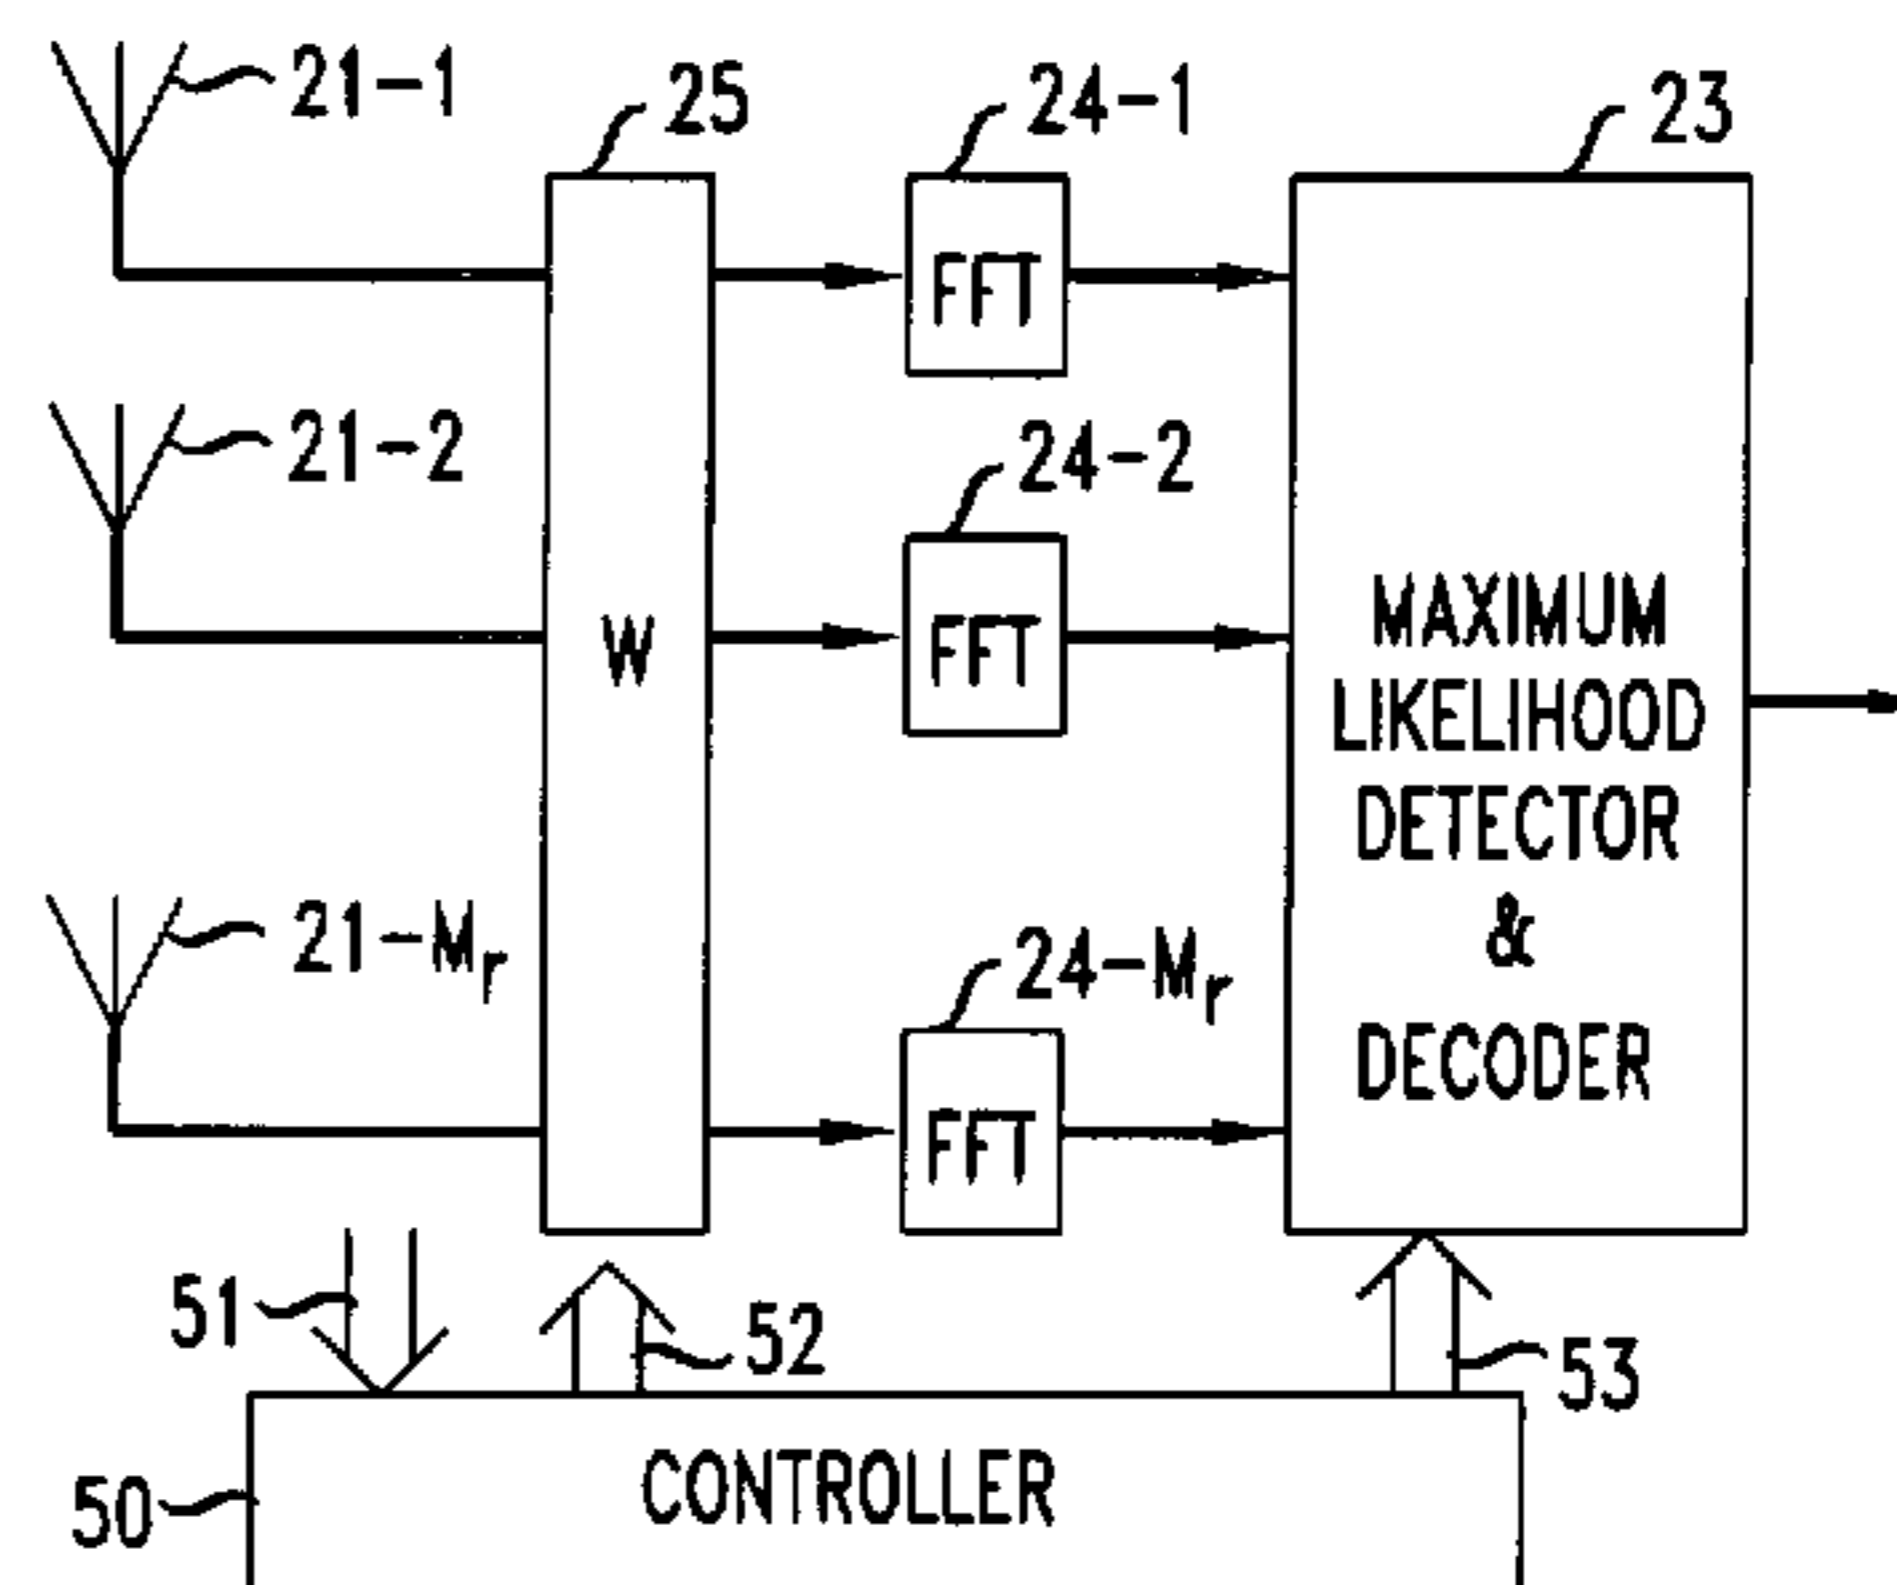 21-1
25
24-1
23
FFT
21-2
24-2
W
FFT
MAXIMUM
LIKELIHOOD
DETECTOR
&
DECODER
21-Mr
24-Mr
FFT
51
52
53
50
CONTROLLER